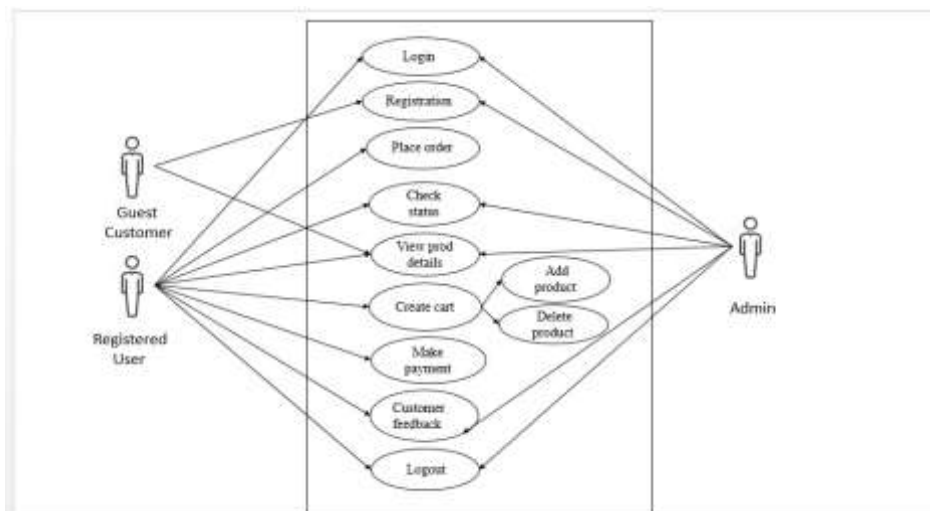 Login
Registration
Place order
Guest
Customer
Check
status
View prod
details
Add
product
Create cart
Delete
product
Admin
Registered
User
Make
payment
Customer
feedback
Logout